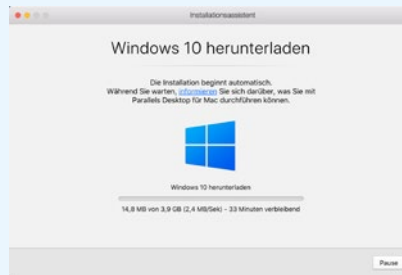 Installationsassistent
Windows 10 herunterladen
Die Installation beginnt automatisch.
Während Sie warten, informieren Sie sich darüber, was Sie mit
Parallels Desktop für Mac durchführen können.
Windows 10 herunterladen
14,8 MB von 3,9 GB (2,4 MB/Sek) - 33 Minuten verbleibend
Pause